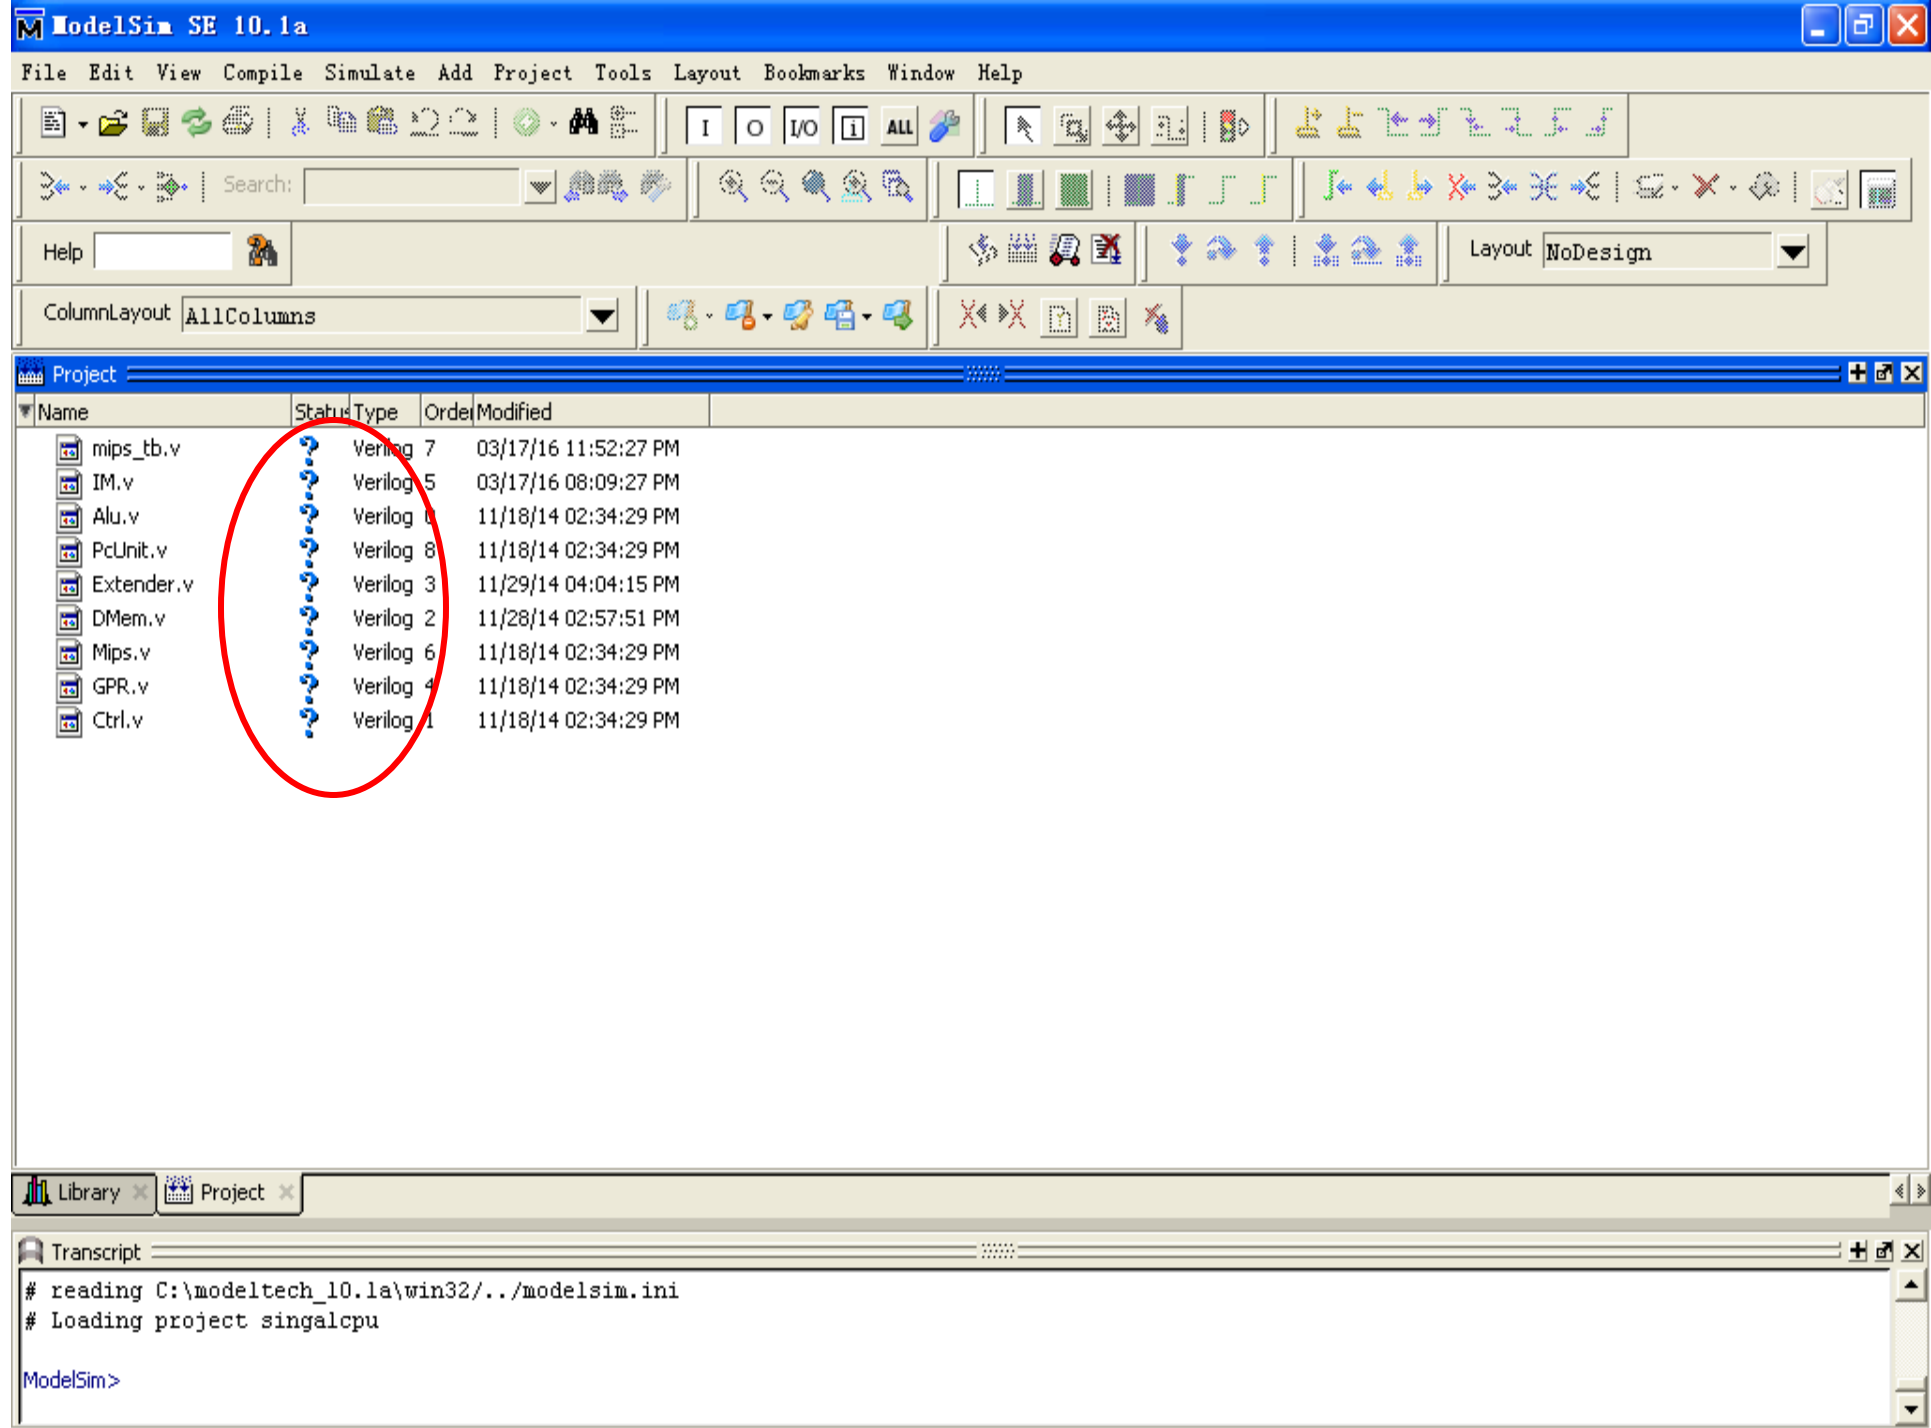 ModelSim SE 10.1a
File Edit View Compile Simulate Add Project Tools Layout Bookmarks Window Help
I O I/O i ALL
Search:
Help
Layout NoDesign
ColumnLayout AllColumns
Project
Name Status Type Order Modified
mips_tb.v Verilog 7 03/17/16 11:52:27 PM
IM.v Verilog 5 03/17/16 08:09:27 PM
Alu.v Verilog 0 11/18/14 02:34:29 PM
PcUnit.v Verilog 8 11/18/14 02:34:29 PM
Extender.v Verilog 3 11/29/14 04:04:15 PM
DMem.v Verilog 2 11/28/14 02:57:51 PM
Mips.v Verilog 6 11/18/14 02:34:29 PM
GPR.v Verilog 4 11/18/14 02:34:29 PM
Ctrl.v Verilog 1 11/18/14 02:34:29 PM
Library Project
Transcript
# reading C:\modeltech_10.1a\win32/../modelsim.ini
# Loading project singalcpu
ModelSim>